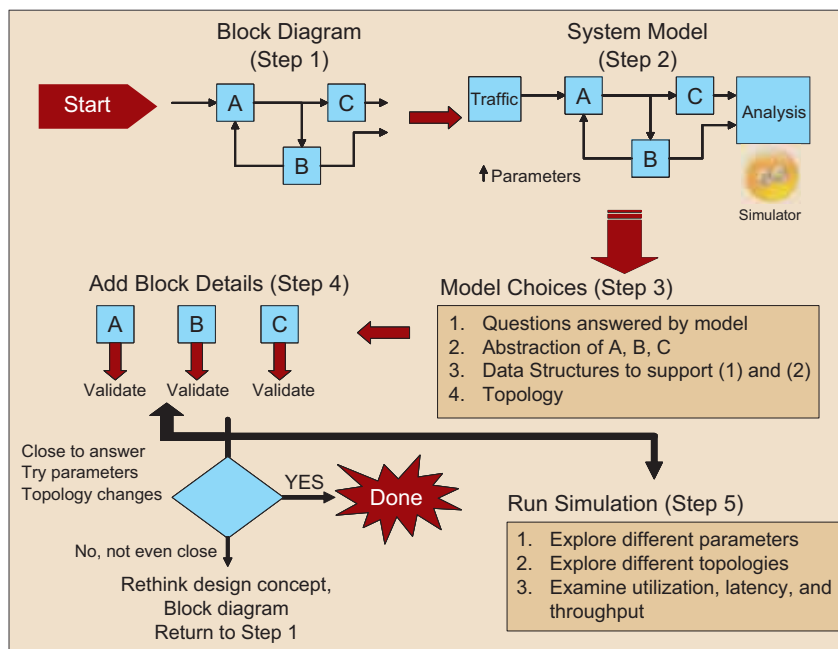 Block Diagram
(Step 1)
Start
A
C
B
System Model
(Step 2)
Traffic
A
C
Analysis
B
Parameters
Simulator
Model Choices (Step 3)
1. Questions answered by model
2. Abstraction of A, B, C
3. Data Structures to support (1) and (2)
4. Topology
Add Block Details (Step 4)
A
B
C
Validate
Validate
Validate
Close to answer
Try parameters
Topology changes
YES
Done
No, not even close
Rethink design concept,
Block diagram
Return to Step 1
Run Simulation (Step 5)
1. Explore different parameters
2. Explore different topologies
3. Examine utilization, latency, and
throughput